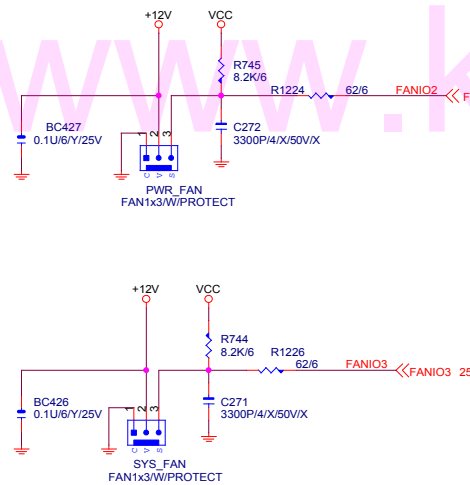 www.k
+12V
VCC
R745
8.2K/6
R1224
62/6
FANIO2
F
BC427
0.1U/6/Y/25V
C272
3300P/4/X/50V/X
1
2
3
C
V
S
PWR_FAN
FAN1x3/W/PROTECT
+12V
VCC
R744
8.2K/6
R1226
62/6
FANIO3
FANIO3 25
BC426
0.1U/6/Y/25V
C271
3300P/4/X/50V/X
1
2
3
C
V
S
SYS_FAN
FAN1x3/W/PROTECT